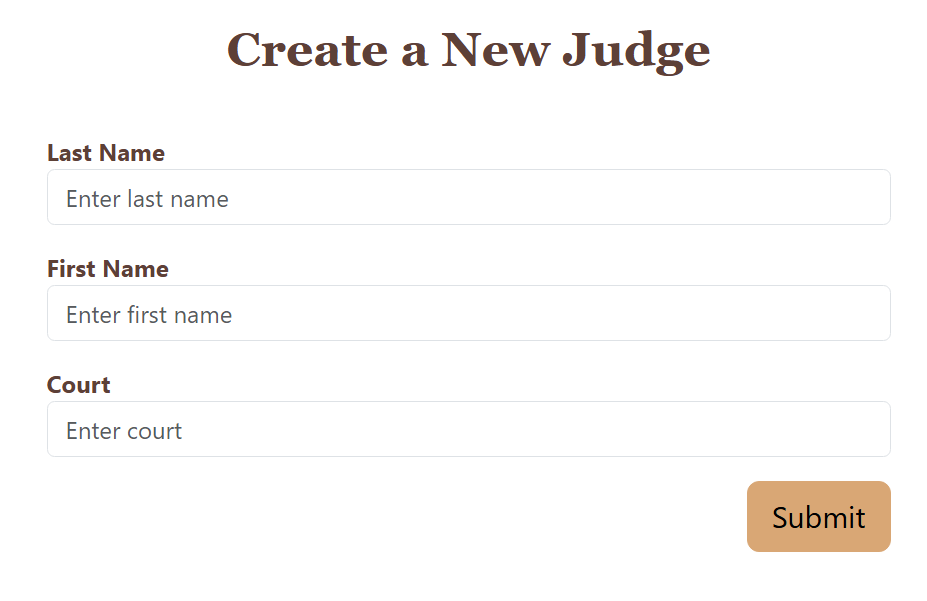 Create a New Judge
Last Name
Enter last name
First Name
Enter first name
Court
Enter court
Submit